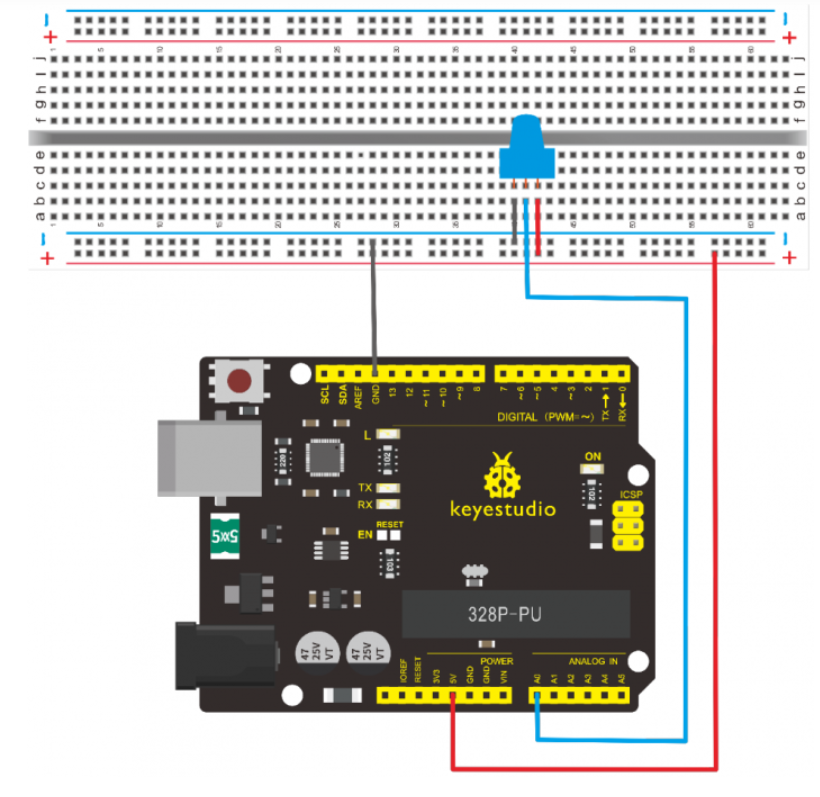 - +
1 5 10 15 20 25 30 35 40 45 50 55 60
j j
i i
h h
g g
f f
e e
d d
c c
b b
a a
1 5 10 15 20 25 30 35 40 45 50 55 60
- +
SCL SDA AREF GND 13 12 ~11 ~10 ~9 8 7 ~6 ~5 4 ~3 2 TX→1 RX←0
DIGITAL (PWM=~)
L
220
102
TX
RX
ON
102
ICSP
keyestudio
RESET
EN
103
5x5
328P-PU
47 25V VT
47 25V VT
POWER
ANALOG IN
IOREF RESET 3V3 5V GND GND VIN A0 A1 A2 A3 A4 A5